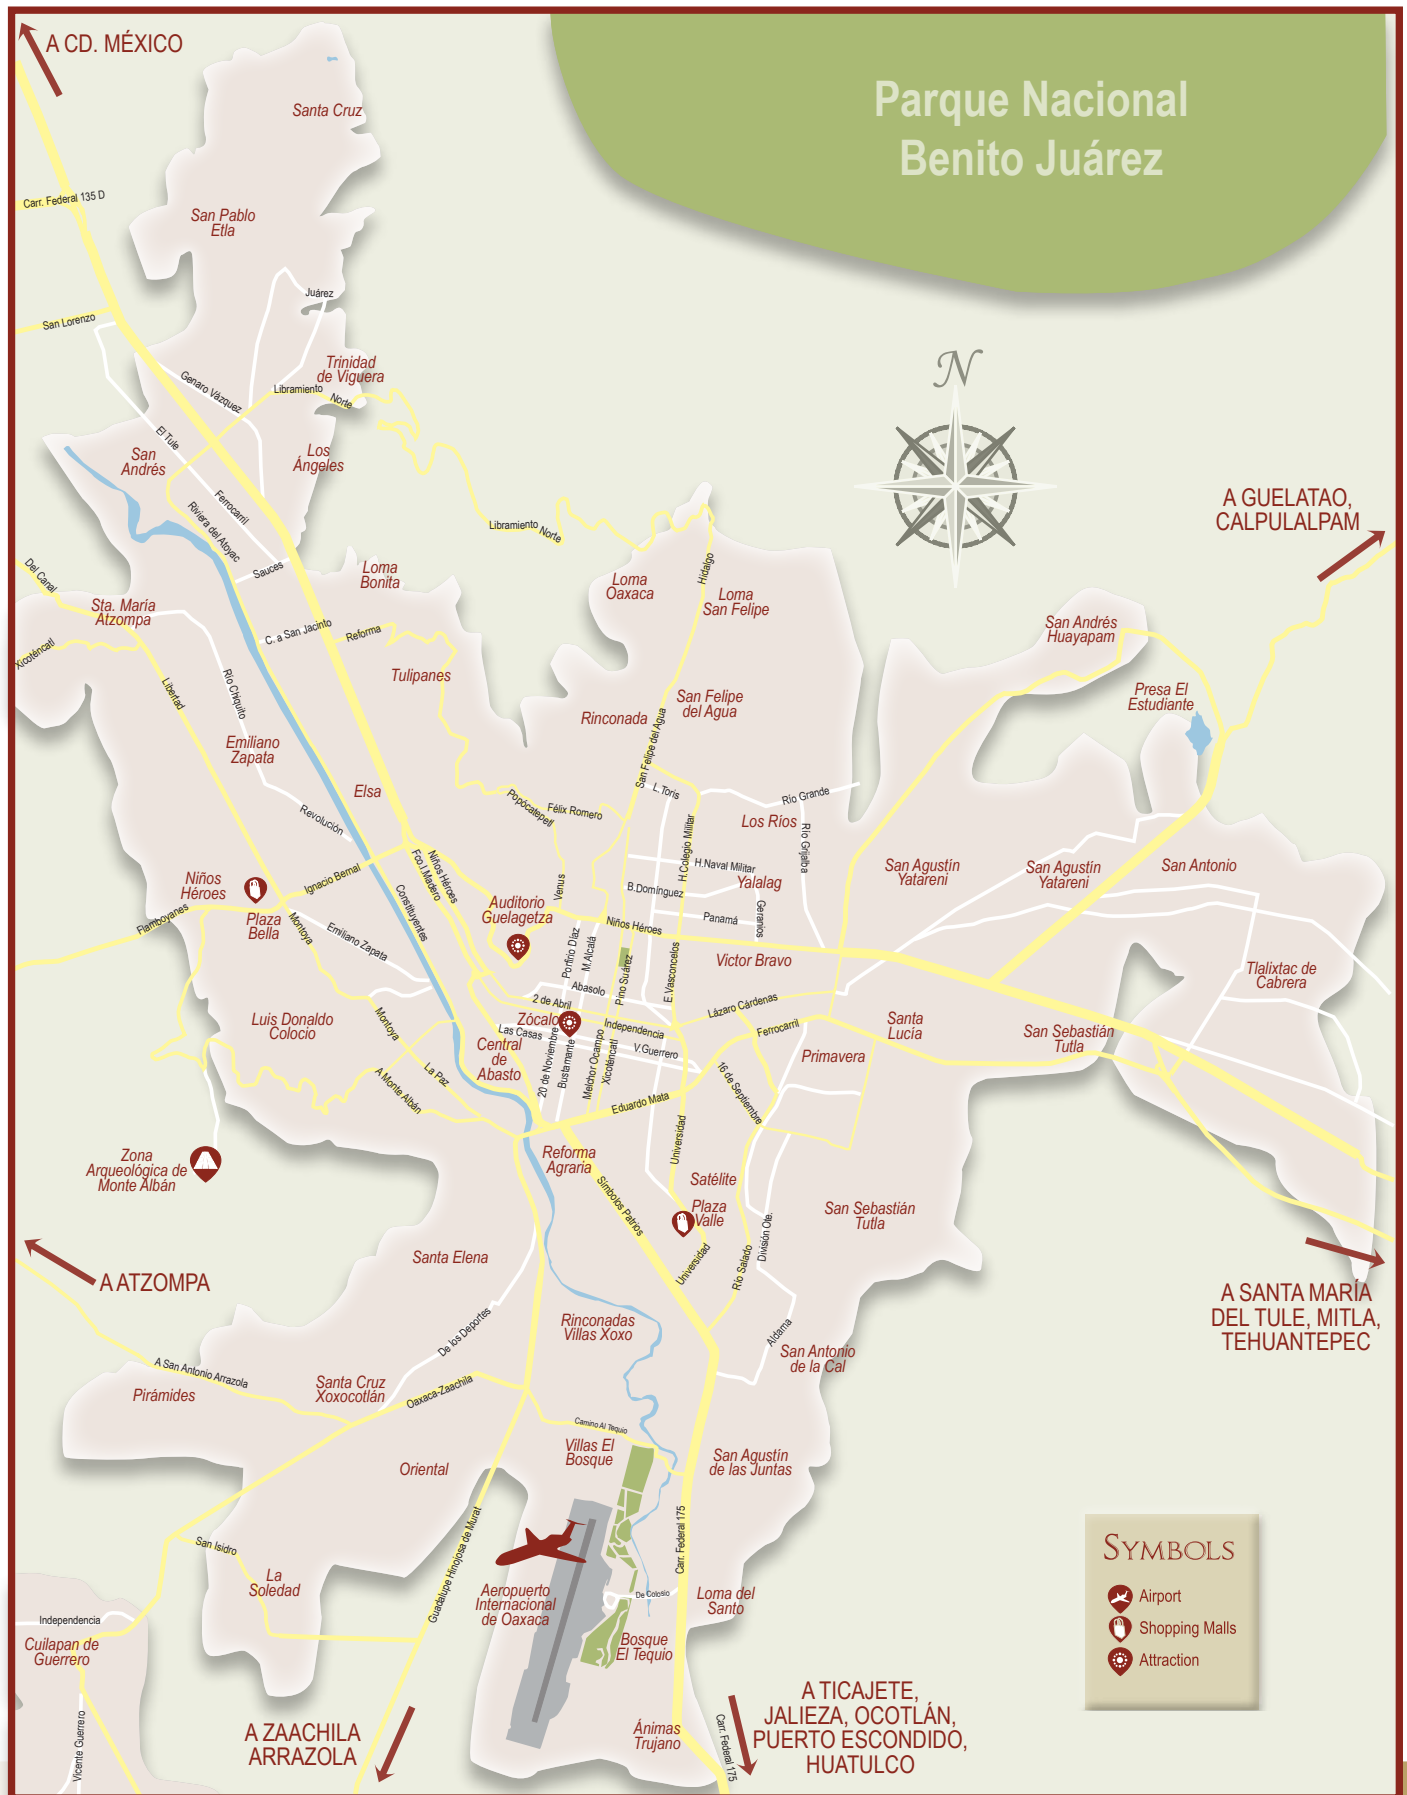 A CD. MÉXICO
Parque Nacional
Benito Juárez
Santa Cruz
Carr. Federal 135 D
San Pablo
Etla
Juárez
San Lorenzo
Trinidad
de Viguera
Genaro Vázquez
Libramiento
Norte
N
El Tule
San
Andrés
Los
Ángeles
Ferrocarril
Riviera del Atoyac
Libramiento
Norte
A GUELATAO,
CALPULALPAM
Del Canal
Sauces
Loma
Bonita
Loma
Oaxaca
Hidalgo
Loma
San Felipe
Sta. María
Atzompa
C. a San Jacinto
Reforma
San Andrés
Huayapam
Xicoténcatl
Libertad
Río Chiquito
Tulipanes
San Felipe
del Agua
Rinconada
Presa El
Estudiante
Emiliano
Zapata
San Felipe del Agua
Elsa
Revolución
Popócatepetl
Félix Romero
L.Toris
Río Grande
Los Rios
Río Grijalba
H.Colegio Militar
H.Naval Militar
Niños
Héroes
Ignacio Bernal
Fco.I.Madero
Niños Héroes
Venus
B.Domínguez
Yalalag
San Agustín
Yatareni
San Agustín
Yatareni
San Antonio
Flamboyanes
Plaza
Bella
Montoya
Constituyentes
Auditorio
Guelagetza
Niños Héroes
Panamá
Geranios
Emiliano Zapata
Porfirio Díaz
M.Alcalá
Pino Suárez
E.Vasconcelos
Victor Bravo
Tlalixtac de
Cabrera
Abasolo
2 de Abril
Lázaro Cárdenas
Luis Donaldo
Colocío
Montoya
Zócalo
Independencia
Las Casas
Ferrocarril
Santa
Lucía
San Sebastián
Tutla
Central
de
Abasto
V.Guerrero
Primavera
La Paz
A Monte Albán
20 de Noviembre
Bustamante
Melchor Ocampo
Xicoténcatl
Eduardo Mata
16 de Septiembre
Universidad
Zona
Arqueológica de
Monte Albán
Reforma
Agraria
Símbolos Patrios
Satélite
Plaza
Valle
San Sebastián
Tutla
División Ote.
Universidad
Río Salado
Santa Elena
A ATZOMPA
A SANTA MARÍA
DEL TULE, MITLA,
TEHUANTEPEC
Rinconadas
Villas Xoxo
De los Deportes
Aldama
San Antonio
de la Cal
A San Antonio Arrazola
Pirámides
Santa Cruz
Xoxocotlán
Oaxaca-Zaachila
Camino Al Tequio
Villas El
Bosque
San Agustín
de las Juntas
Oriental
Guadalupe Hinojosa de Murat
Carr. Federal 175
San Isidro
La
Soledad
Aeropuerto
Internacional
de Oaxaca
De Colosio
Loma del
Santo
Bosque
El Tequio
SYMBOLS
Airport
Shopping Malls
Attraction
Independencia
Cuilapan de
Guerrero
Vicente Guerrero
A ZAACHILA
ARRAZOLA
Ánimas
Trujano
Carr. Federal 175
A TICAJETE,
JALIEZA, OCOTLÁN,
PUERTO ESCONDIDO,
HUATULCO